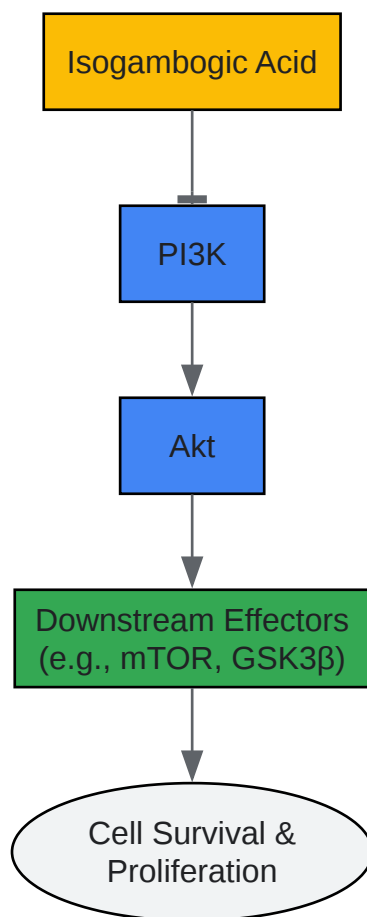 Isogambogic Acid
PI3K
Akt
Downstream Effectors
(e.g., mTOR, GSK3β)
Cell Survival &
Proliferation